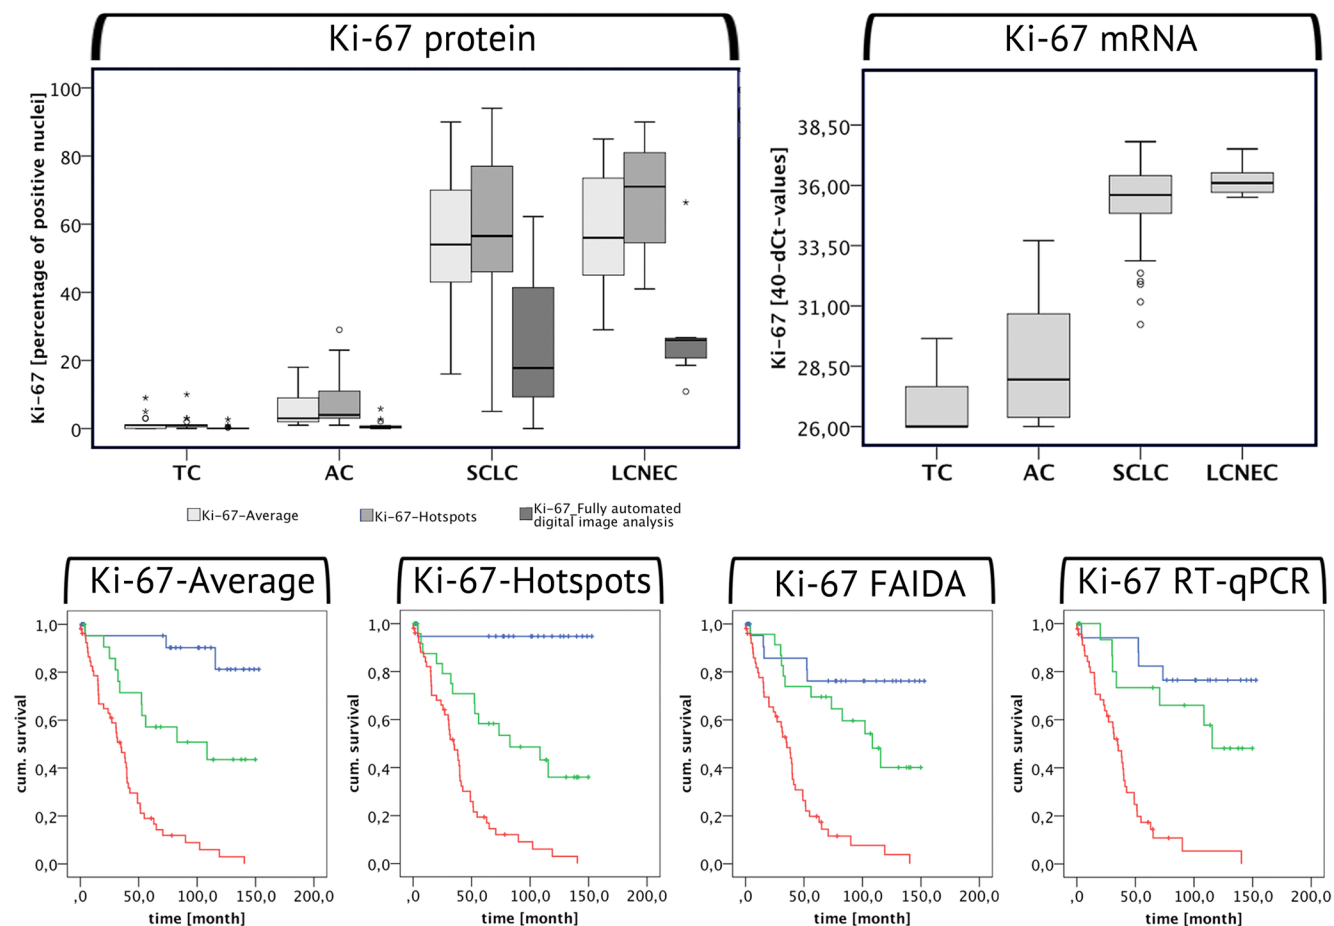 Ki-67 protein
Ki-67 mRNA
Ki-67 [percentage of positive nuclei]
100
80
60
40
20
0
TC AC SCLC LCNEC
Ki-67-Average
Ki-67-Hotspots
Ki-67_Fully automated
digital image analysis
Ki-67 [40-dCt-values]
38,50
36,00
33,50
31,00
28,50
26,00
TC AC SCLC LCNEC
Ki-67-Average
cum. survival
1,0
0,8
0,6
0,4
0,2
0,0
,0 50,0 100,0 150,0 200,0
time [month]
Ki-67-Hotspots
cum. survival
1,0
0,8
0,6
0,4
0,2
0,0
,0 50,0 100,0 150,0 200,0
time [month]
Ki-67 FAIDA
cum. survival
1,0
0,8
0,6
0,4
0,2
0,0
,0 50,0 100,0 150,0 200,0
time [month]
Ki-67 RT-qPCR
cum. survival
1,0
0,8
0,6
0,4
0,2
0,0
,0 50,0 100,0 150,0 200,0
time [month]